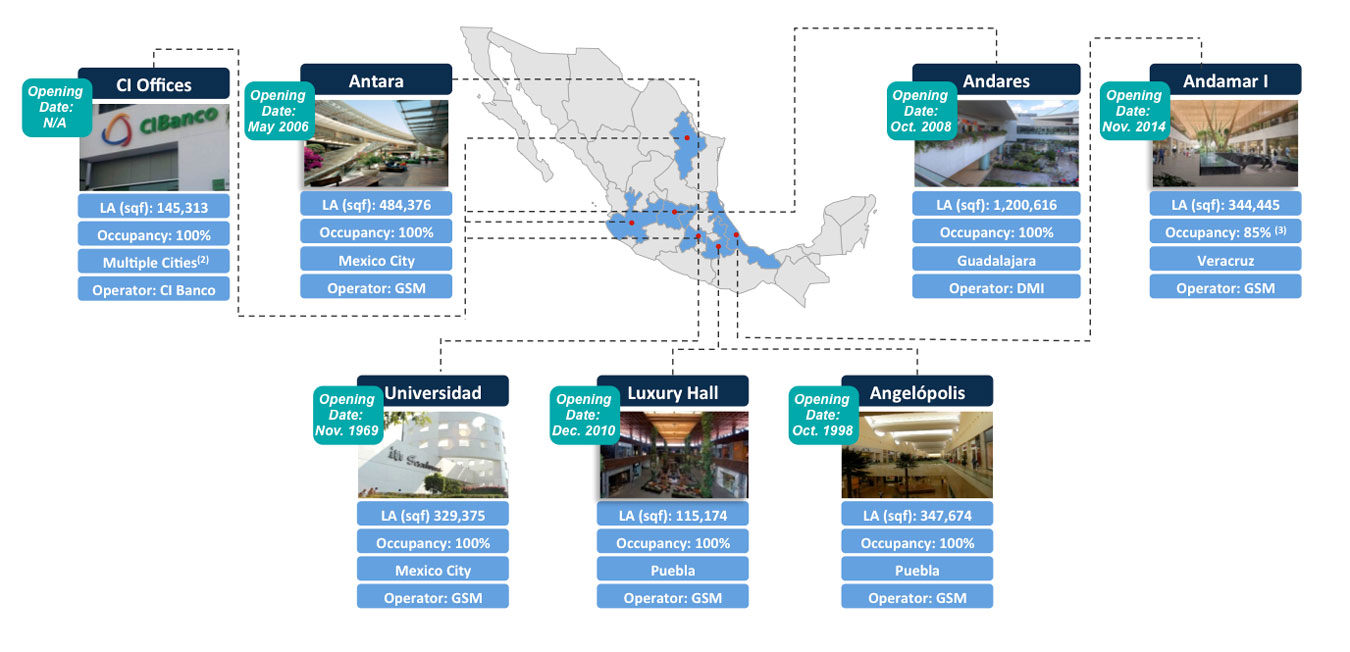 CI Offices
Opening
Date:
N/A
CIBanco
LA (sqf): 145,313
Occupancy: 100%
Multiple Cities(2)
Operator: CI Banco
Antara
Opening
Date:
May 2006
LA (sqf): 484,376
Occupancy: 100%
Mexico City
Operator: GSM
Andares
Opening
Date:
Oct. 2008
LA (sqf): 1,200,616
Occupancy: 100%
Guadalajara
Operator: DMI
Andamar I
Opening
Date:
Nov. 2014
LA (sqf): 344,445
Occupancy: 85% (3)
Veracruz
Operator: GSM
Universidad
Opening
Date:
Nov. 1969
LA (sqf) 329,375
Occupancy: 100%
Mexico City
Operator: GSM
Luxury Hall
Opening
Date:
Dec. 2010
LA (sqf): 115,174
Occupancy: 100%
Puebla
Operator: GSM
Angelópolis
Opening
Date:
Oct. 1998
LA (sqf): 347,674
Occupancy: 100%
Puebla
Operator: GSM